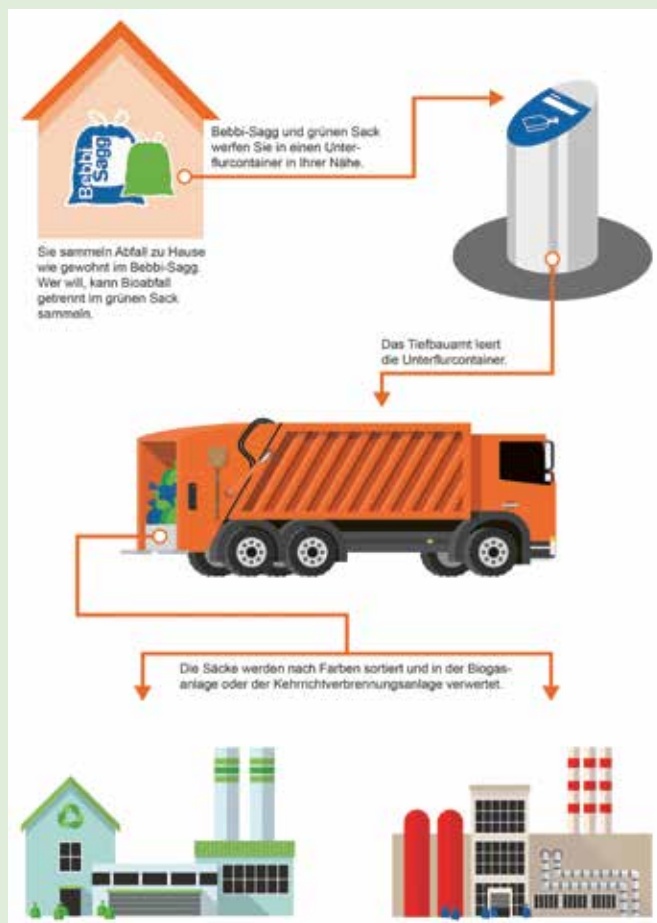 Bebbi
Sagg
Bebbi-Sagg und grünen Sack
werfen Sie in einen Unter-
flurcontainer in Ihrer Nähe.
Sie sammeln Abfall zu Hause
wie gewohnt im Bebbi-Sagg.
Wer will, kann Bioabfall
getrennt im grünen Sack
sammeln.
Das Tiefbauamt leert
die Unterflurcontainer.
Die Säcke werden nach Farben sortiert und in der Biogas-
anlage oder der Kehrrichtverbrennungsanlage verwertet.